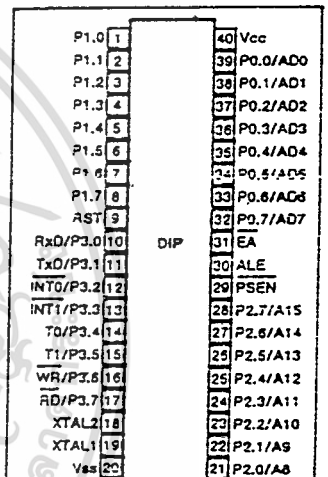 P1.0 1 40 Vcc
P1.1 2 39 P0.0/AD0
P1.2 3 38 P0.1/AD1
P1.3 4 37 P0.2/AD2
P1.4 5 36 P0.3/AD3
P1.5 6 35 P0.4/AD4
P1.6 7 34 P0.5/AD5
P1.7 8 33 P0.6/AD6
RST 9 32 P0.7/AD7
RxD/P3.0 10 DIP 31 EA
TxD/P3.1 11 30 ALE
INT0/P3.2 12 29 PSEN
INT1/P3.3 13 28 P2.7/A15
T0/P3.4 14 27 P2.6/A14
T1/P3.5 15 26 P2.5/A13
WR/P3.6 16 25 P2.4/A12
RD/P3.7 17 24 P2.3/A11
XTAL2 18 23 P2.2/A10
XTAL1 19 22 P2.1/A9
Vss 20 21 P2.0/A8